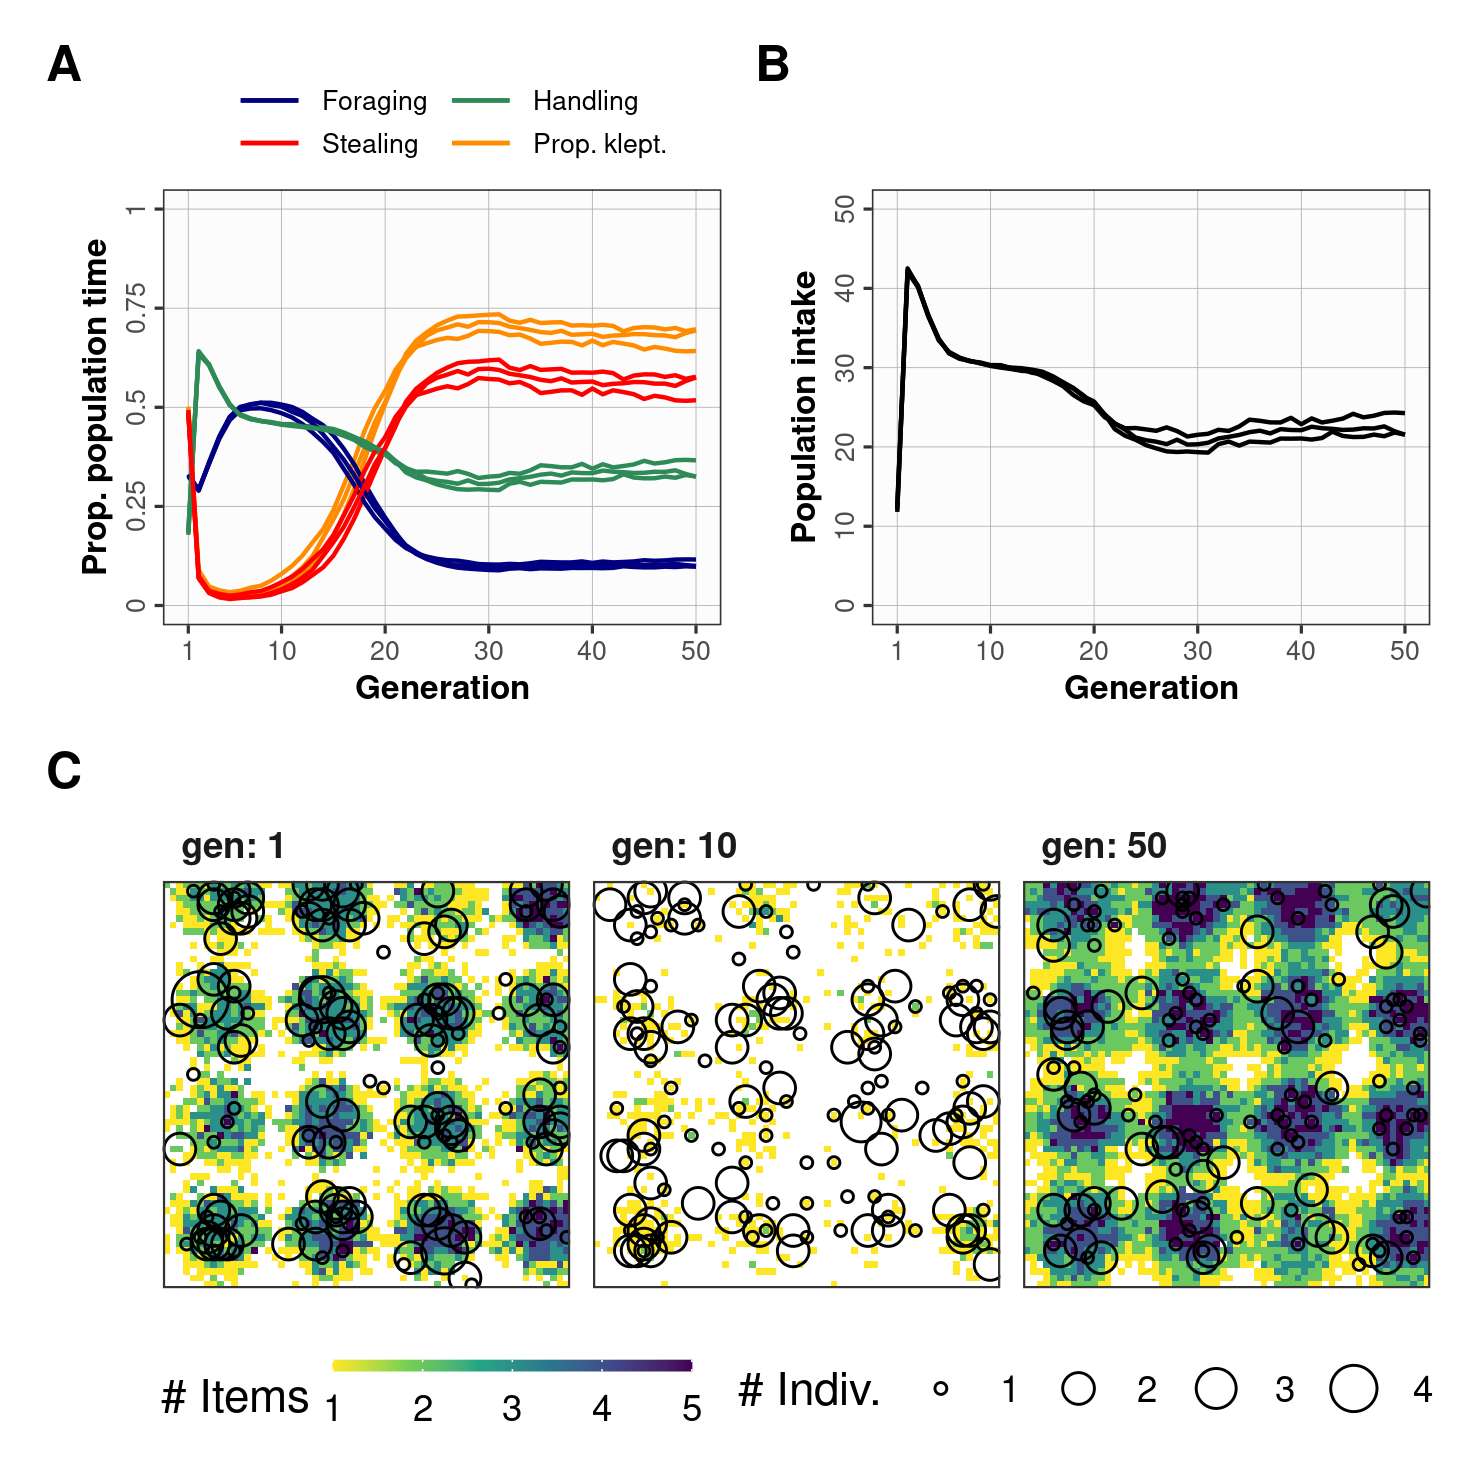 A
B
Foraging
Handling
Stealing
Prop. klept.
Prop. population time
0
0.25
0.5
0.75
1
1
10
20
30
40
50
Generation
Population intake
0
10
20
30
40
50
1
10
20
30
40
50
Generation
C
gen: 1
gen: 10
gen: 50
# Items
1
2
3
4
5
# Indiv.
1
2
3
4